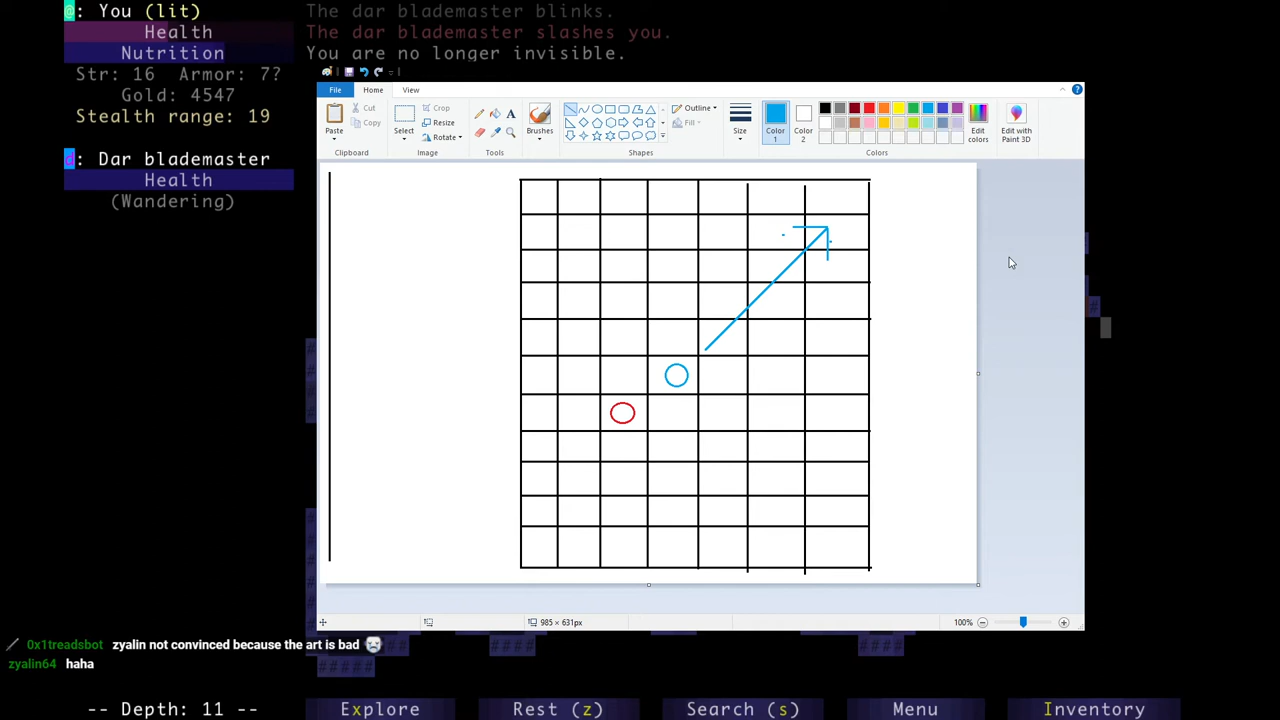 @: You (lit)
Health
Nutrition
Str: 16 Armor: 7?
Gold: 4547
Stealth range: 19
d: Dar blademaster
Health
(Wandering)
The dar blademaster blinks.
The dar blademaster slashes you.
You are no longer invisible.
File
Home
View
Paste
Cut
Copy
Clipboard
Select
Crop
Resize
Rotate
Image
A
Tools
Brushes
Outline
Fill
Shapes
Size
Color 1
Color 2
Edit colors
Edit with Paint 3D
Colors
985 × 631px
100%
0x1treadsbot zyalin not convinced because the art is bad
zyalin64 haha
-- Depth: 11 --
Explore
Rest (z)
Search (s)
Menu
Inventory